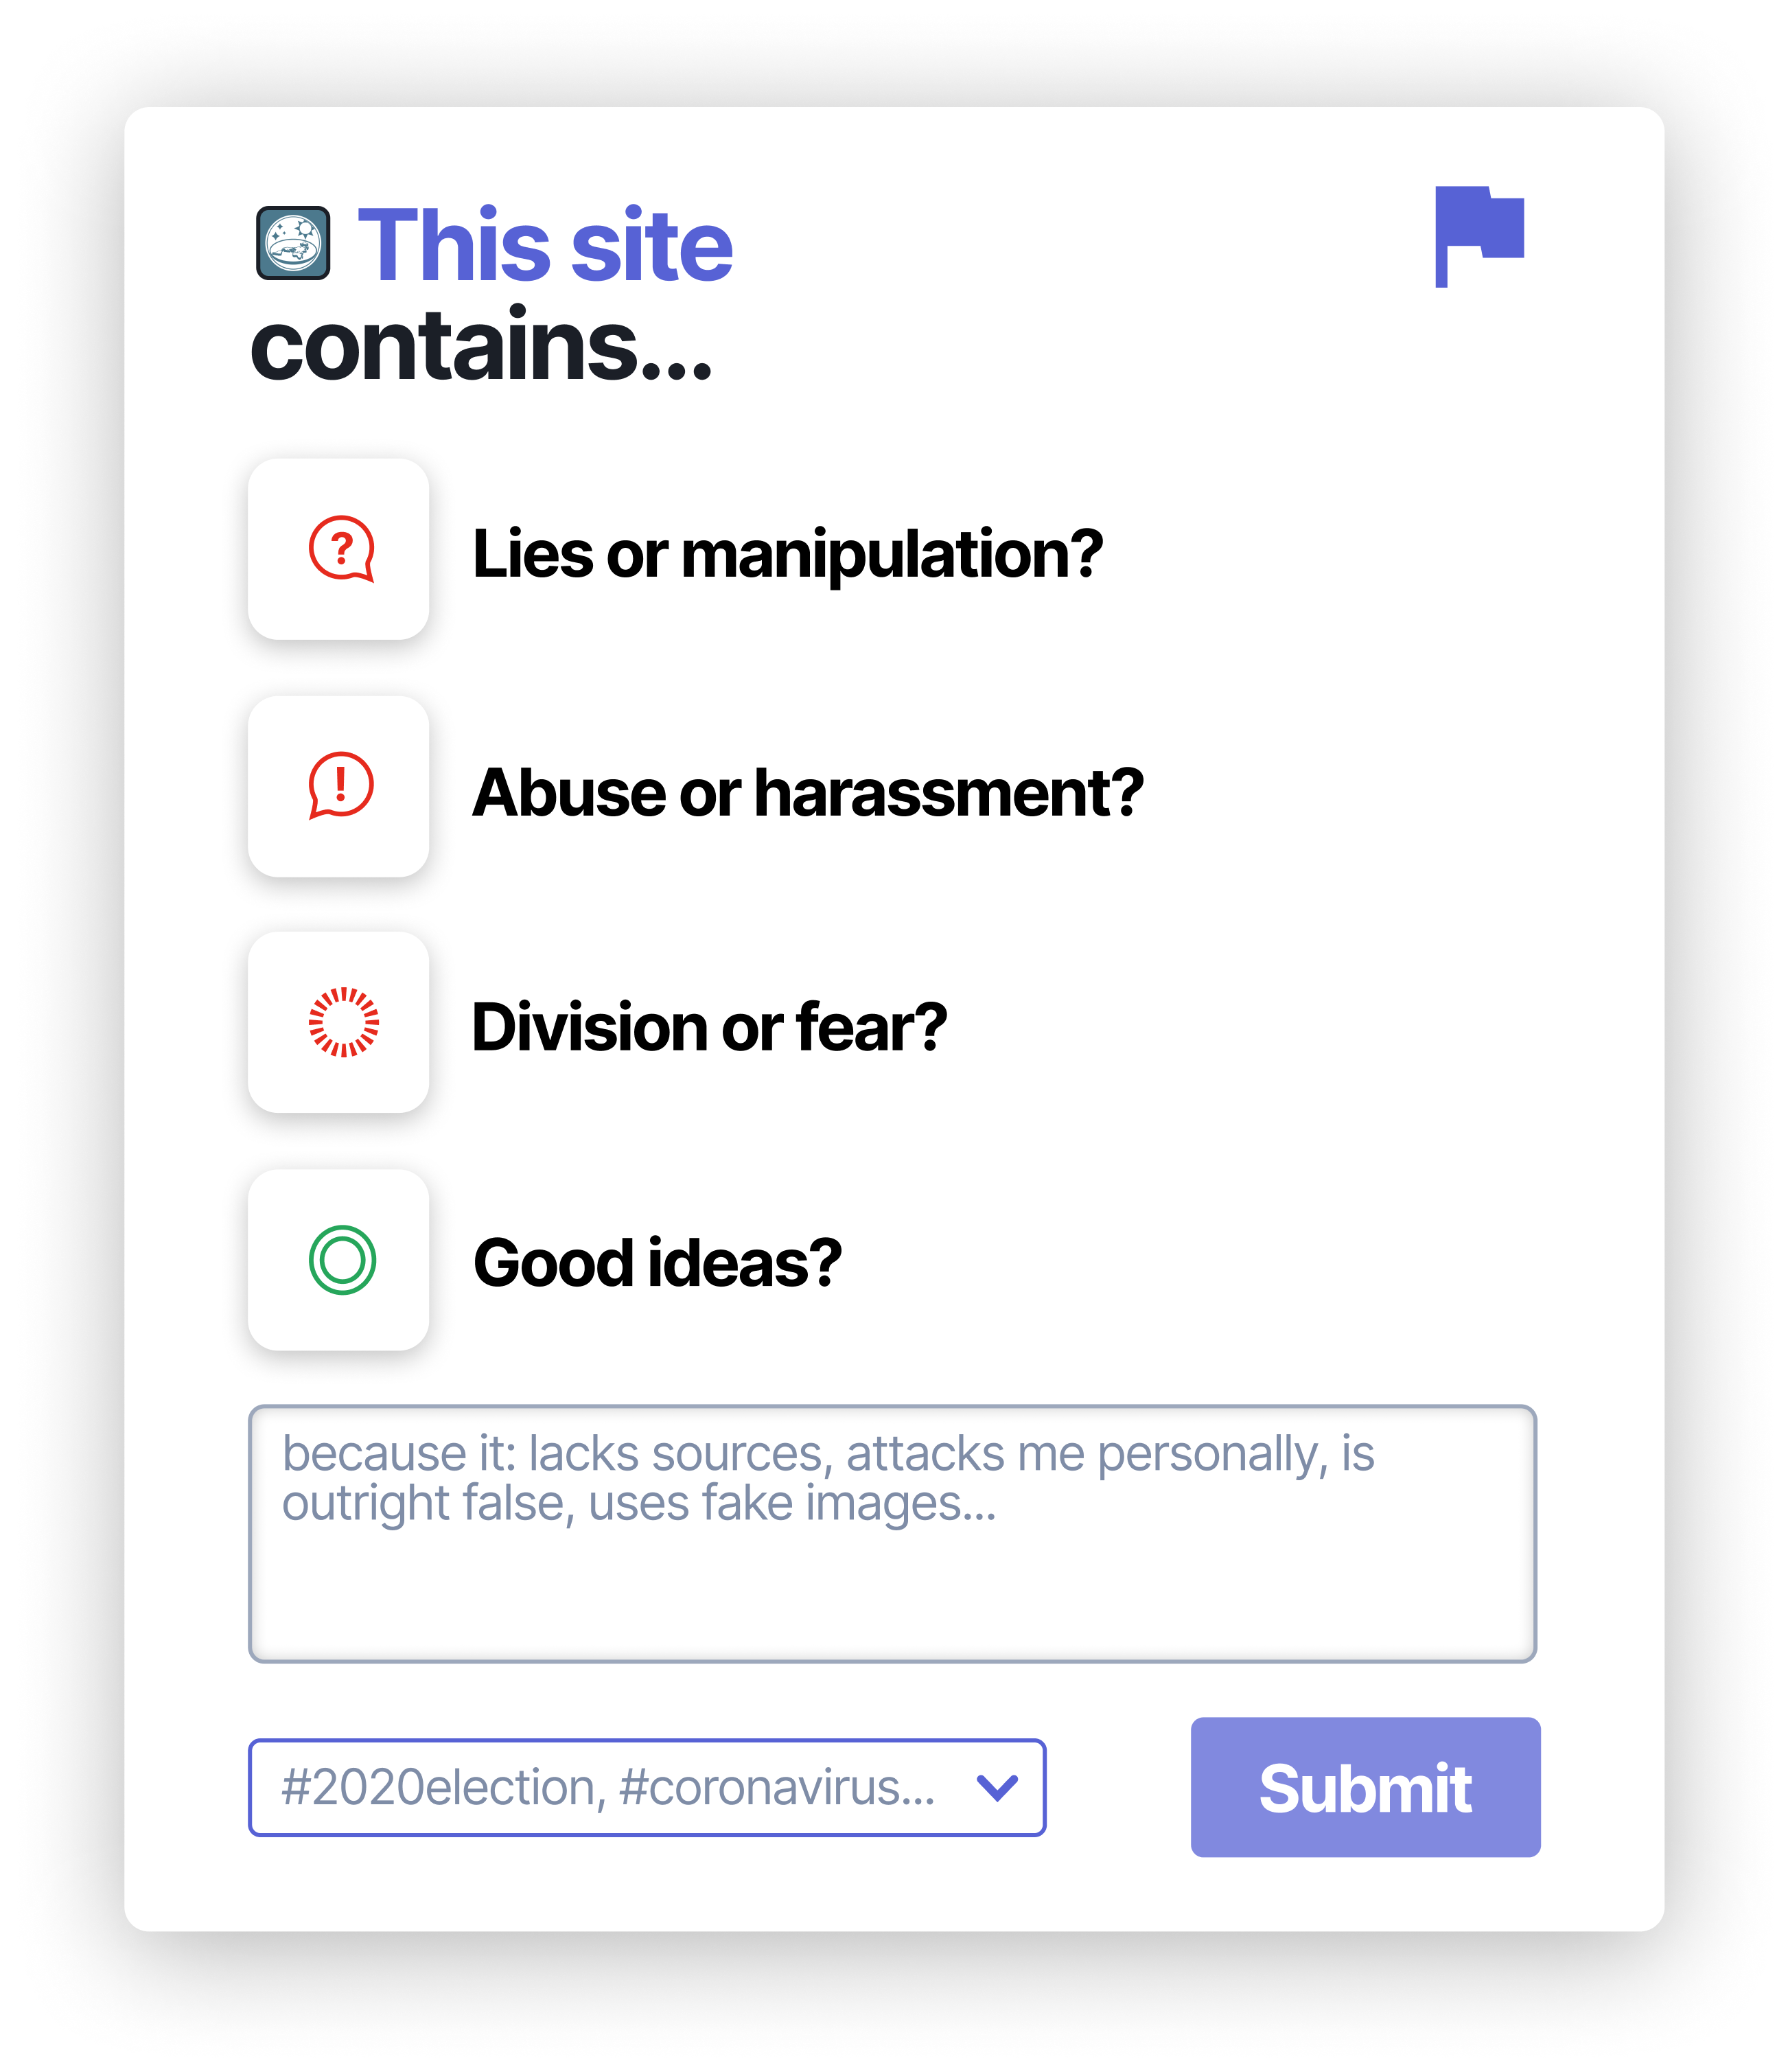 This site
contains...
Lies or manipulation?
Abuse or harassment?
Division or fear?
Good ideas?
because it: lacks sources, attacks me personally, is
outright false, uses fake images...
#2020election, #coronavirus...
Submit